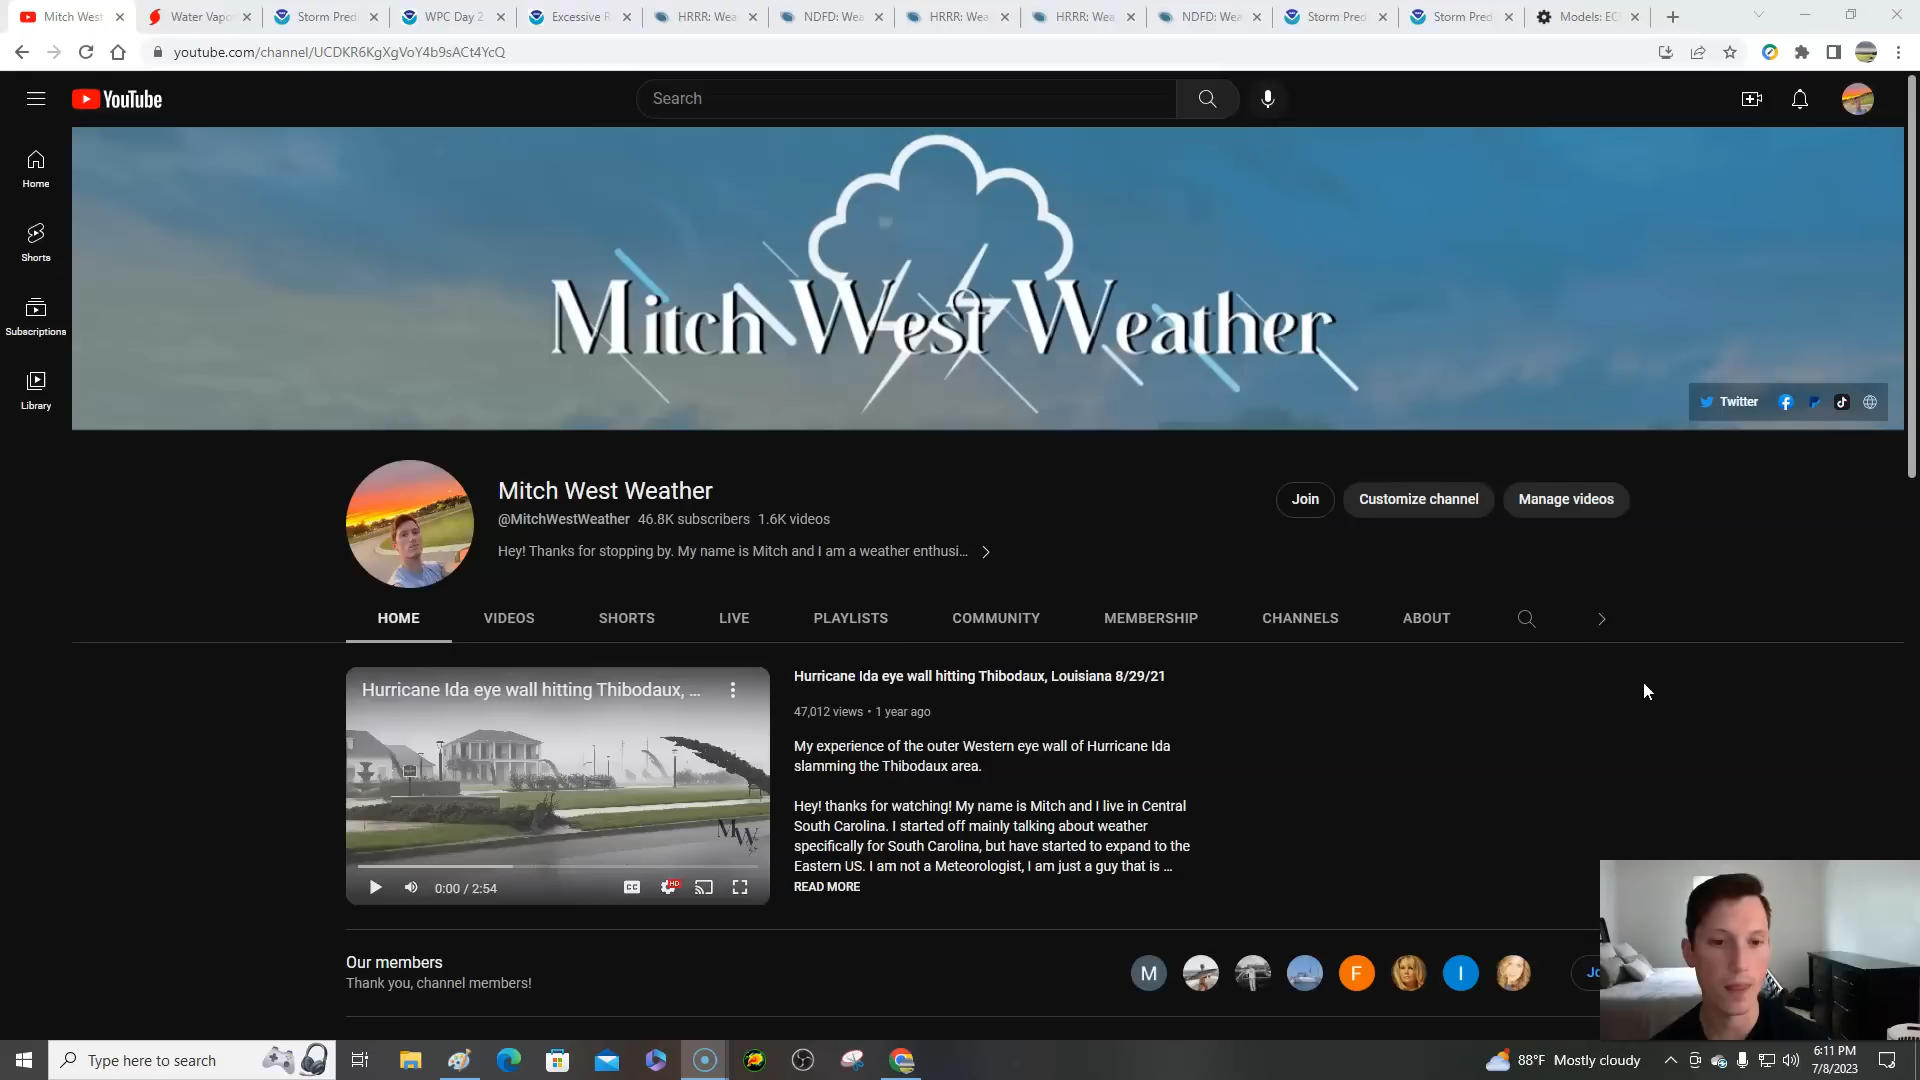 Mitch West
Water Vapo
Storm Pred
WPC Day 2
Excessive R
HRRR: Wea
NDFD: Wea
HRRR: Wea
HRRR: Wea
NDFD: Wea
Storm Pred
Storm Pred
Models: EC
youtube.com/channel/UCDKR6KgXgVoY4b9sACt4YcQ
YouTube
Search
Home
Shorts
Subscriptions
Library
Mitch West Weather
Twitter
Mitch West Weather
@MitchWestWeather 46.8K subscribers 1.6K videos
Hey! Thanks for stopping by. My name is Mitch and I am a weather enthusi...
Join
Customize channel
Manage videos
HOME VIDEOS SHORTS LIVE PLAYLISTS COMMUNITY MEMBERSHIP CHANNELS ABOUT
Hurricane Ida eye wall hitting Thibodaux, ...
MW
CC
HD
0:00 / 2:54
Hurricane Ida eye wall hitting Thibodaux, Louisiana 8/29/21
47,012 views • 1 year ago
My experience of the outer Western eye wall of Hurricane Ida
slamming the Thibodaux area.
Hey! thanks for watching! My name is Mitch and I live in Central
South Carolina. I started off mainly talking about weather
specifically for South Carolina, but have started to expand to the
Eastern US. I am not a Meteorologist, I am just a guy that is ...
READ MORE
Our members
Thank you, channel members!
M
F
I
Jo
Type here to search
88°F Mostly cloudy
6:11 PM
7/8/2023